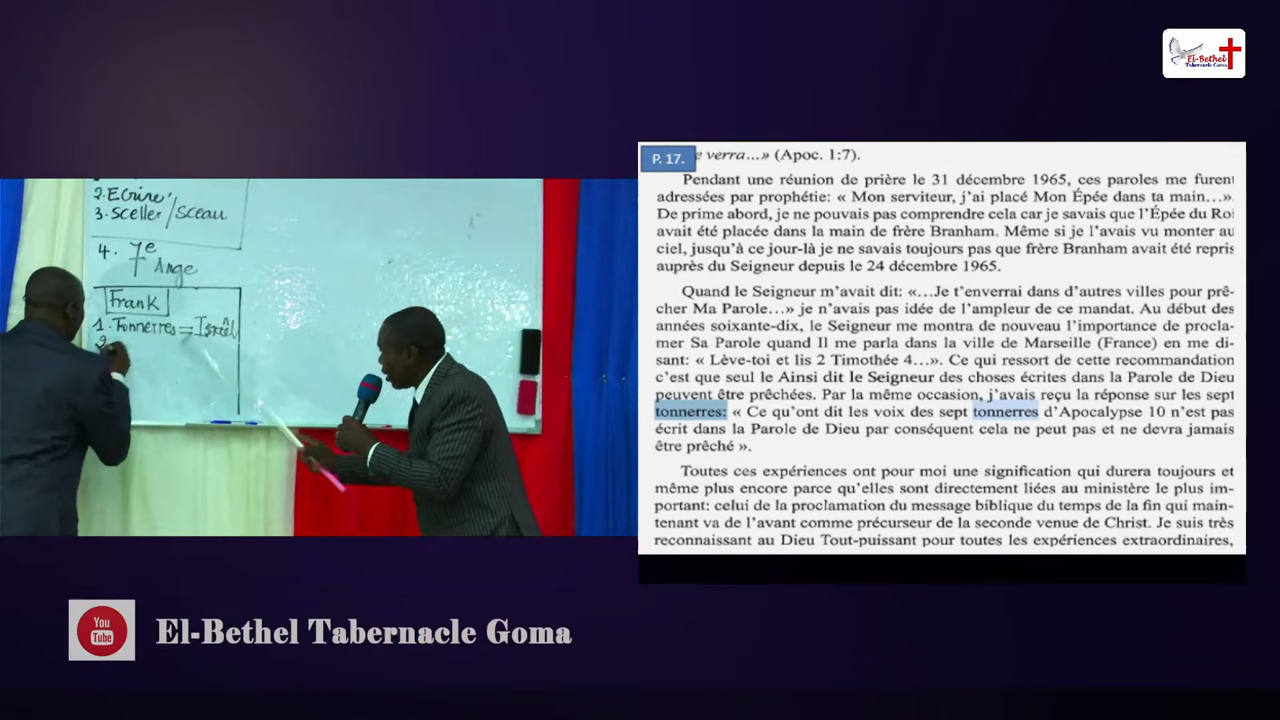 El-Bethel
Tabernacle Goma
2. Ecrire
3. Sceller/Sceau
4. 7e
Ange
Frank
1. Tonnerres = Israël
2
P. 17.
e verra...» (Apoc. 1:7).
Pendant une réunion de prière le 31 décembre 1965, ces paroles me furent
adressées par prophétie: « Mon serviteur, j'ai placé Mon Épée dans ta main...».
De prime abord, je ne pouvais pas comprendre cela car je savais que l'Épée du Roi
avait été placée dans la main de frère Branham. Même si je l'avais vu monter au
ciel, jusqu'à ce jour-là je ne savais toujours pas que frère Branham avait été repris
auprès du Seigneur depuis le 24 décembre 1965.
Quand le Seigneur m'avait dit: «...Je t'enverrai dans d'autres villes pour prê-
cher Ma Parole...» je n'avais pas idée de l'ampleur de ce mandat. Au début des
années soixante-dix, le Seigneur me montra de nouveau l'importance de procla-
mer Sa Parole quand Il me parla dans la ville de Marseille (France) en me di-
sant: « Lève-toi et lis 2 Timothée 4...». Ce qui ressort de cette recommandation
c'est que seul le Ainsi dit le Seigneur des choses écrites dans la Parole de Dieu
peuvent être prêchées. Par la même occasion, j'avais reçu la réponse sur les sept
tonnerres: « Ce qu'ont dit les voix des sept tonnerres d'Apocalypse 10 n'est pas
écrit dans la Parole de Dieu par conséquent cela ne peut pas et ne devra jamais
être prêché ».
Toutes ces expériences ont pour moi une signification qui durera toujours et
même plus encore parce qu'elles sont directement liées au ministère le plus im-
portant: celui de la proclamation du message biblique du temps de la fin qui main-
tenant va de l'avant comme précurseur de la seconde venue de Christ. Je suis très
reconnaissant au Dieu Tout-puissant pour toutes les expériences extraordinaires,
You
Tube
El-Bethel Tabernacle Goma